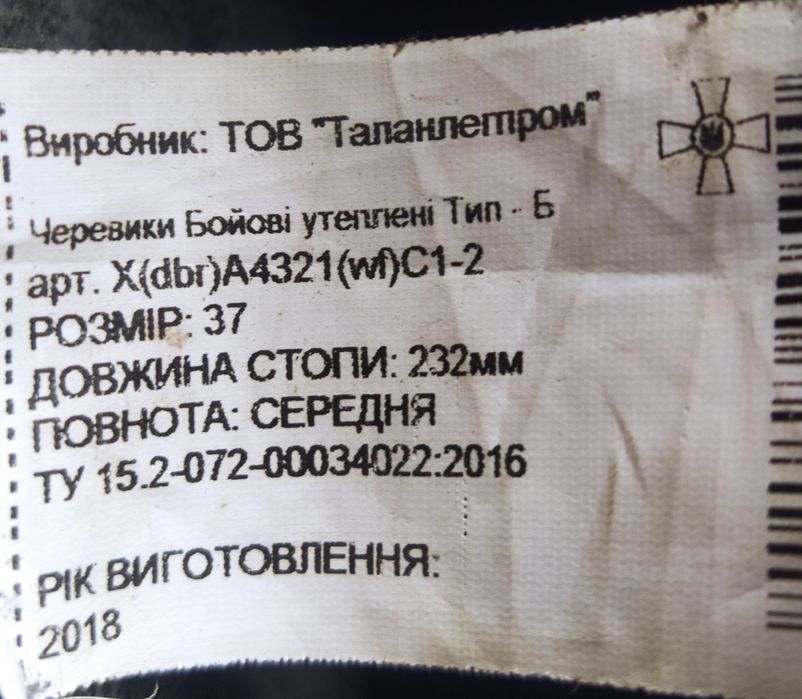 Виробник: ТОВ "Таланлегпром"
Черевики Бойові утеплені Тип - Б
арт. X(dbr)A4321(wf)C1-2
РОЗМІР: 37
ДОВЖИНА СТОПИ: 232мм
ПОВНОТА: СЕРЕДНЯ
ТУ 15.2-072-00034022:2016
РІК ВИГОТОВЛЕННЯ:
2018